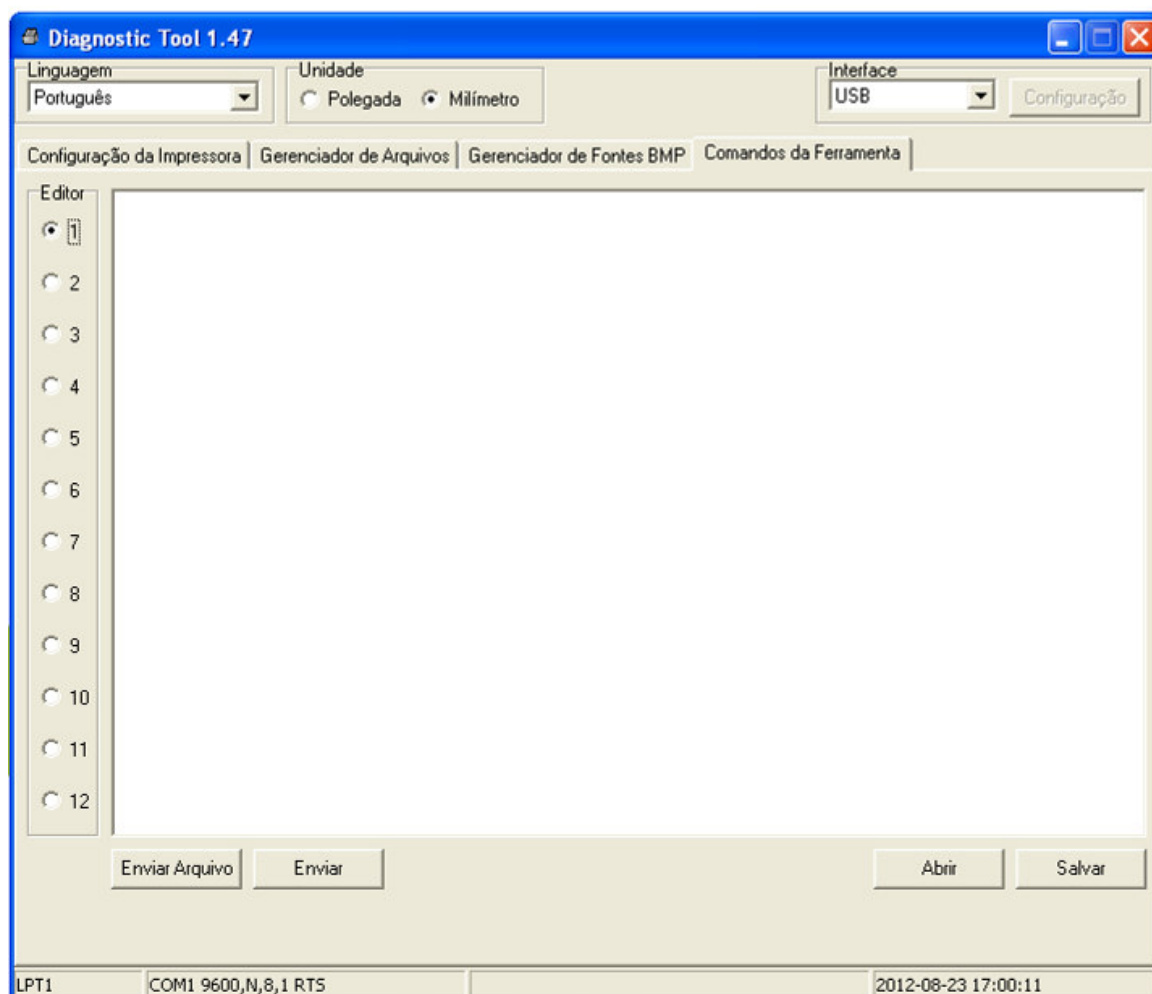 Diagnostic Tool 1.47
Linguagem
Português
Unidade
Polegada
Milímetro
Interface
USB
Configuração
Configuração da Impressora
Gerenciador de Arquivos
Gerenciador de Fontes BMP
Comandos da Ferramenta
Editor
1
2
3
4
5
6
7
8
9
10
11
12
Enviar Arquivo
Enviar
Abrir
Salvar
LPT1
COM1 9600,N,8,1 RTS
2012-08-23 17:00:11